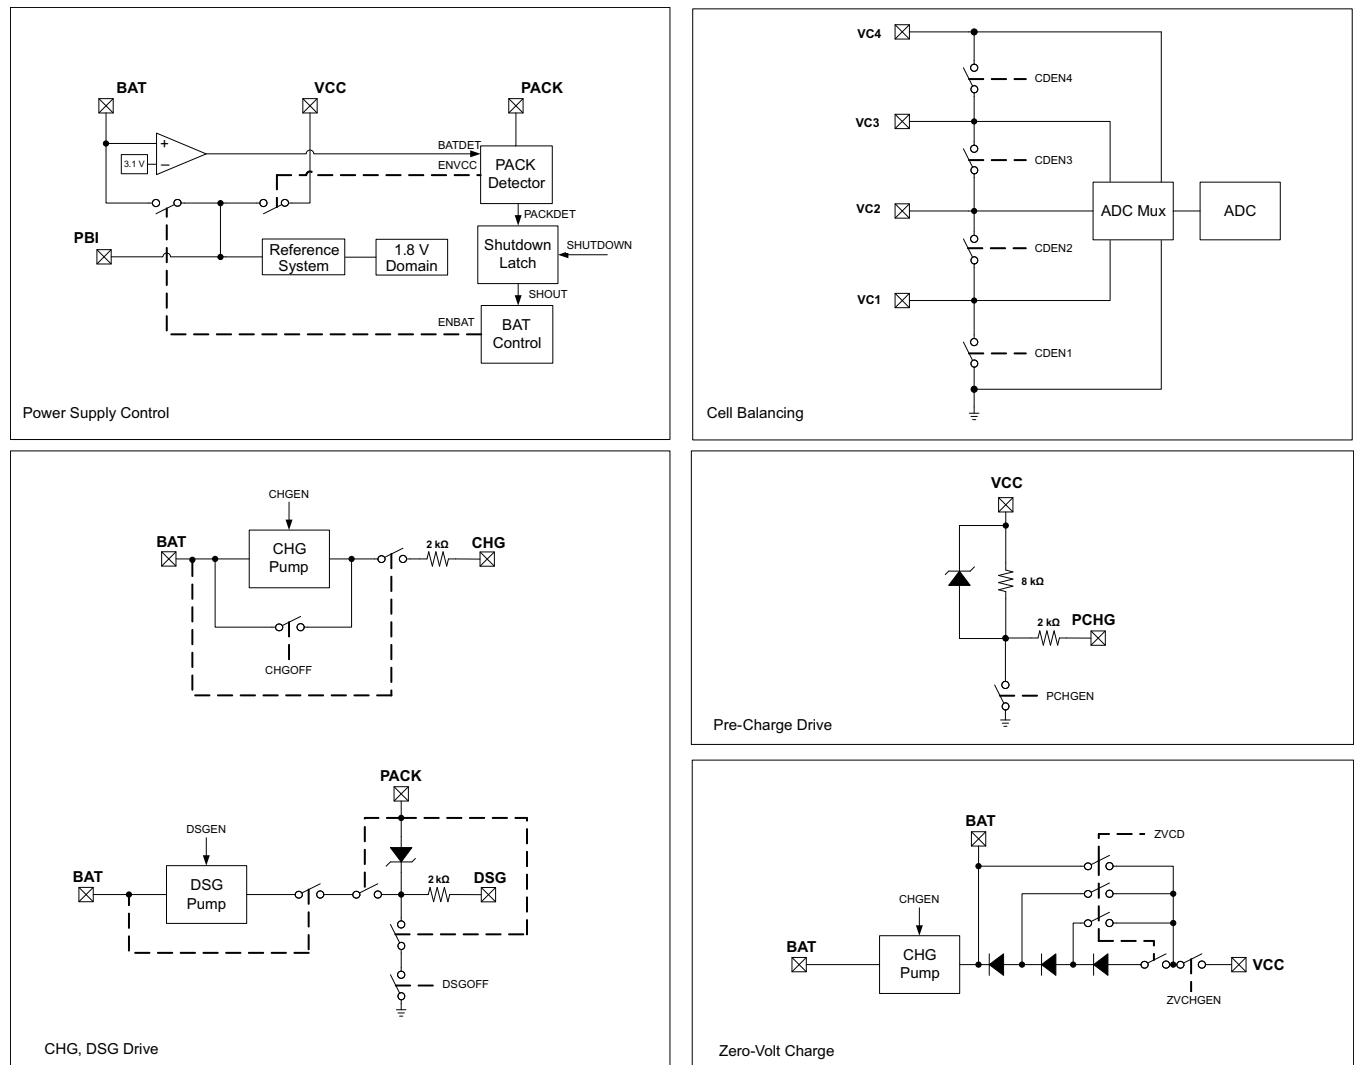 BAT
VCC
PACK
3.1 V
+
−
BATDET
ENVCC
PACK
Detector
PACKDET
PBI
Reference
System
1.8 V
Domain
Shutdown
Latch
SHUTDOWN
SHOUT
ENBAT
BAT
Control
Power Supply Control
VC4
CDEN4
VC3
CDEN3
VC2
ADC Mux
ADC
CDEN2
VC1
CDEN1
Cell Balancing
CHGEN
BAT
CHG
Pump
2 kΩ
CHG
CHGOFF
PACK
DSGEN
BAT
DSG
Pump
2 kΩ
DSG
DSGOFF
CHG, DSG Drive
VCC
8 kΩ
2 kΩ
PCHG
PCHGEN
Pre-Charge Drive
BAT
ZVCD
CHGEN
BAT
CHG
Pump
VCC
ZVCHGEN
Zero-Volt Charge